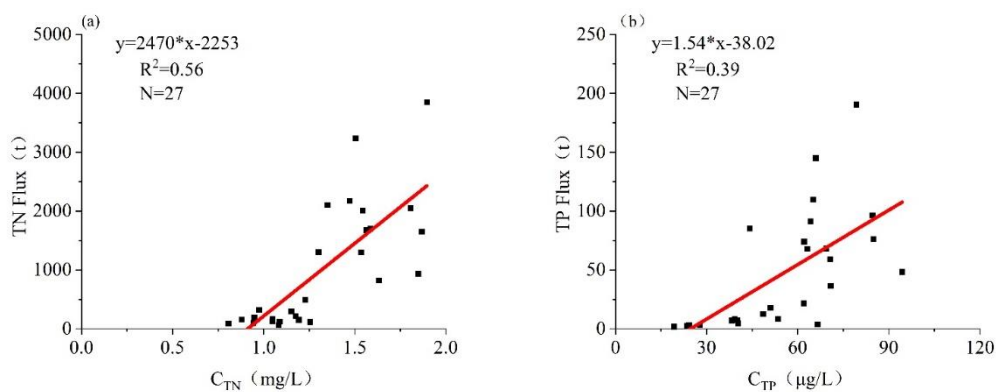 (a)
y=2470*x-2253
R²=0.56
N=27
5000
4000
3000
2000
1000
0
TN Flux（t）
0.0
0.5
1.0
1.5
2.0
C_TN（mg/L）
(b)
y=1.54*x-38.02
R²=0.39
N=27
250
200
150
100
50
0
TP Flux（t）
0
30
60
90
120
C_TP（μg/L）